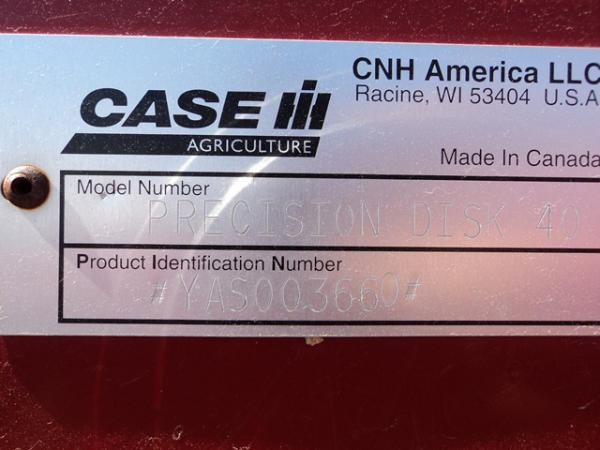 CNH America LLC
Racine, WI 53404 U.S.A
CASE IH
AGRICULTURE
Made In Canada
Model Number
PRECISION DISK 40
Product Identification Number
#YAS003660#